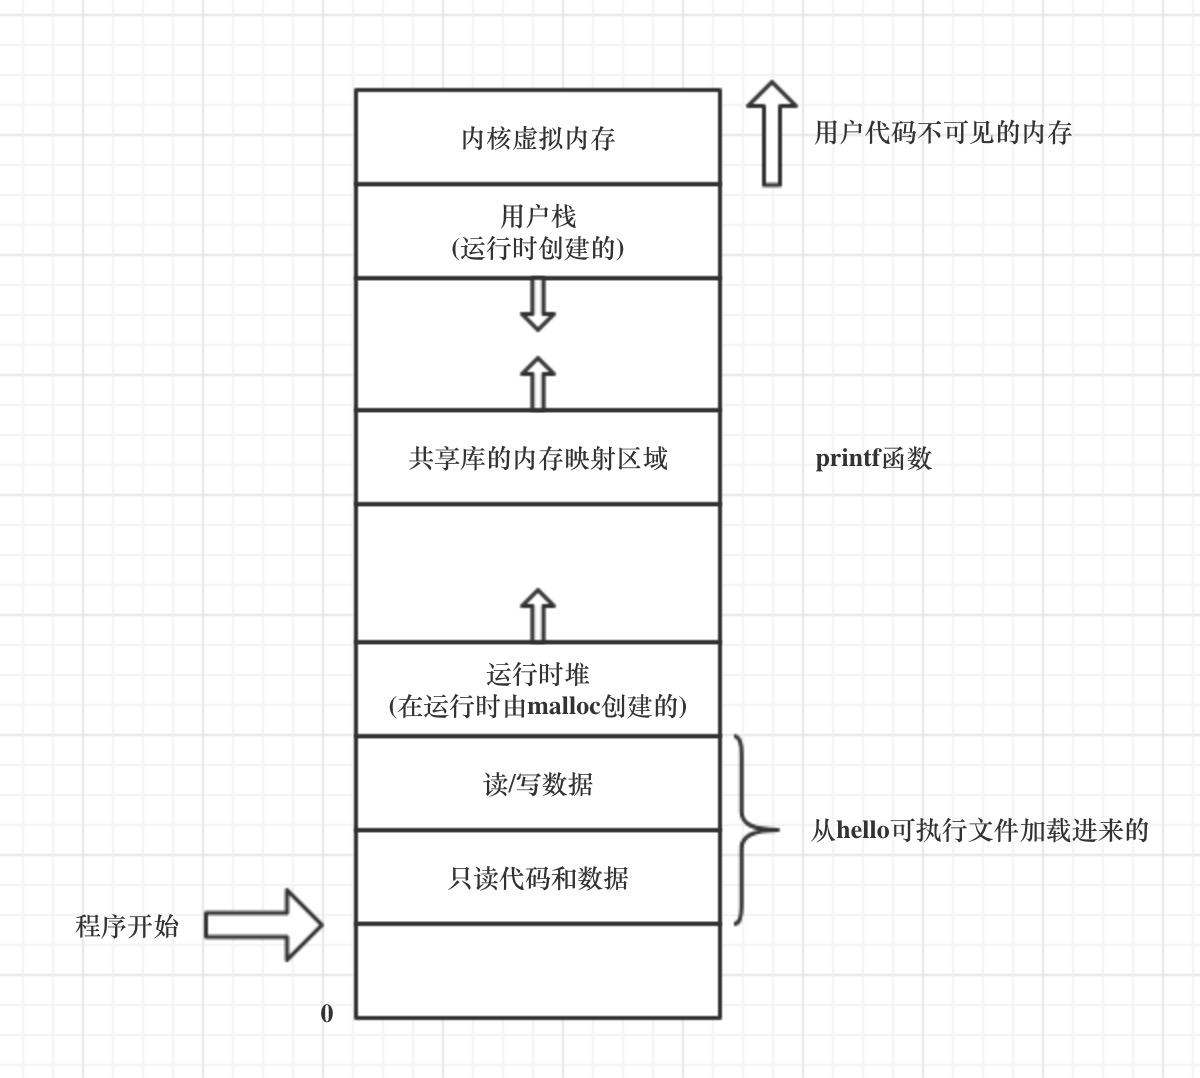 内核虚拟内存
用户代码不可见的内存
用户栈
(运行时创建的)
共享库的内存映射区域
printf函数
运行时堆
(在运行时由malloc创建的)
读/写数据
从hello可执行文件加载进来的
只读代码和数据
程序开始
0